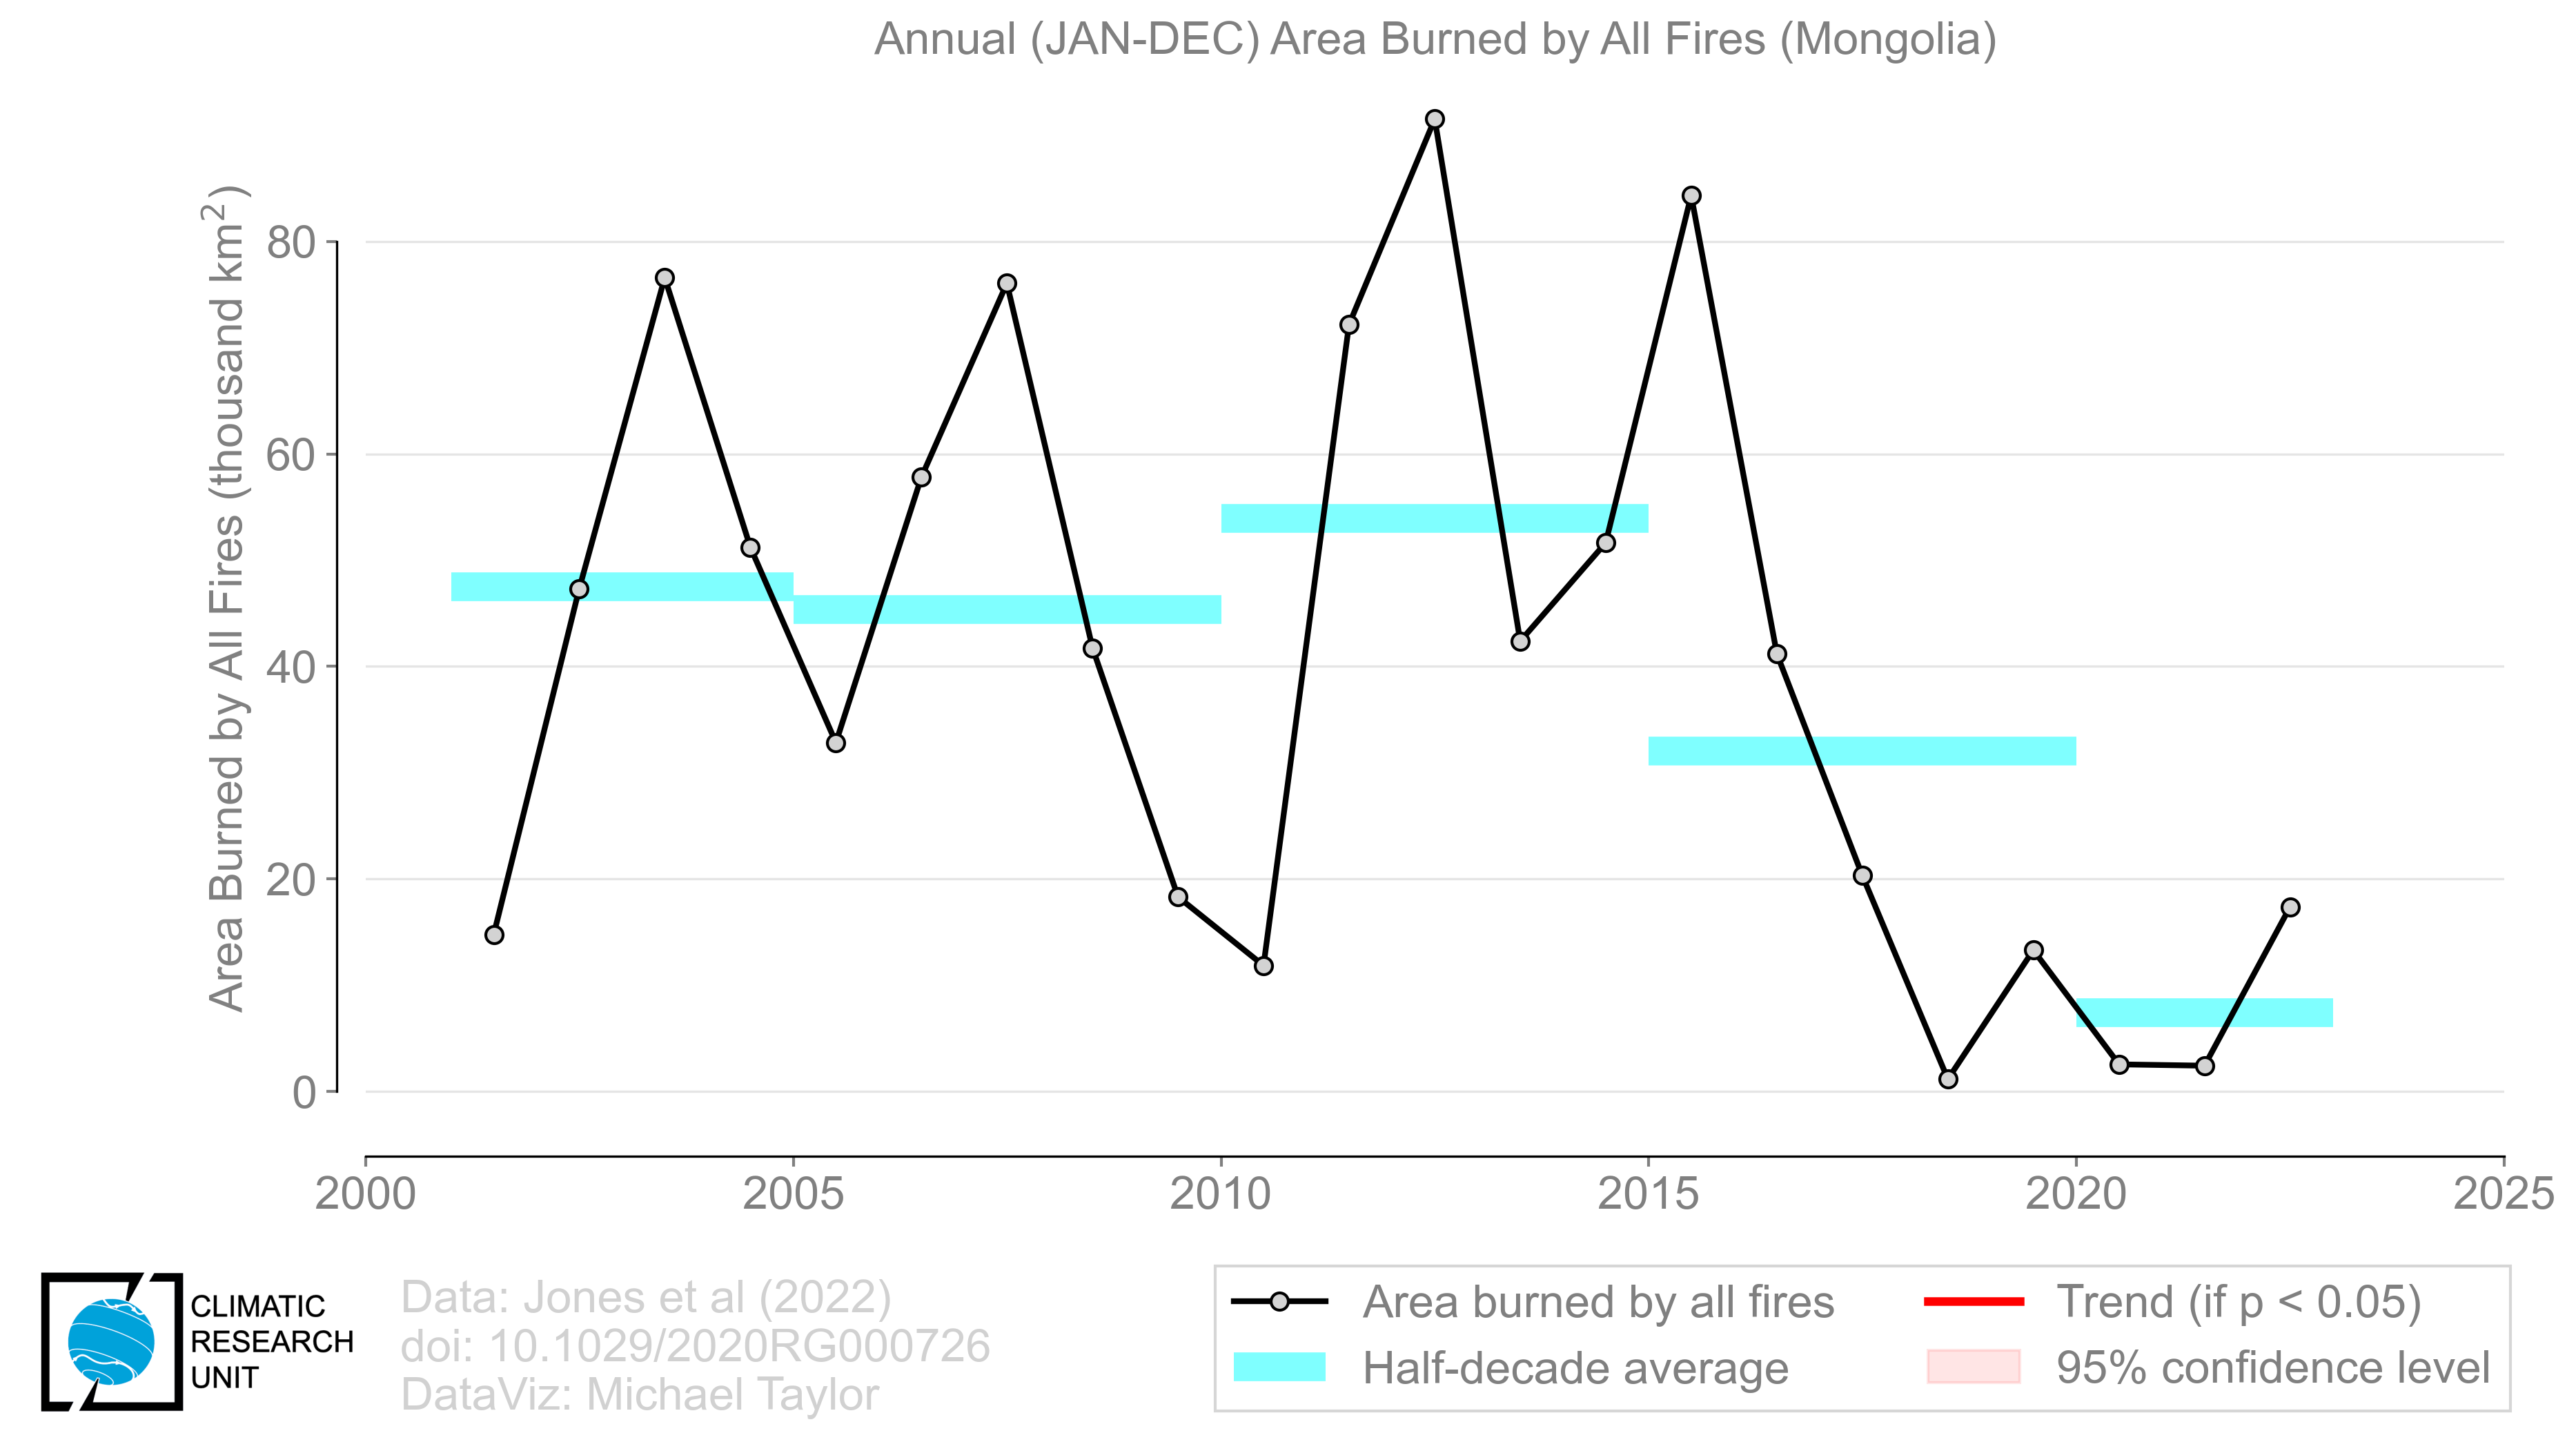 Annual (JAN-DEC) Area Burned by All Fires (Mongolia)
Area Burned by All Fires (thousand km²)
80
60
40
20
0
2000
2005
2010
2015
2020
2025
CLIMATIC
RESEARCH
UNIT
Data: Jones et al (2022)
doi: 10.1029/2020RG000726
DataViz: Michael Taylor
Area burned by all fires
Half-decade average
Trend (if p < 0.05)
95% confidence level